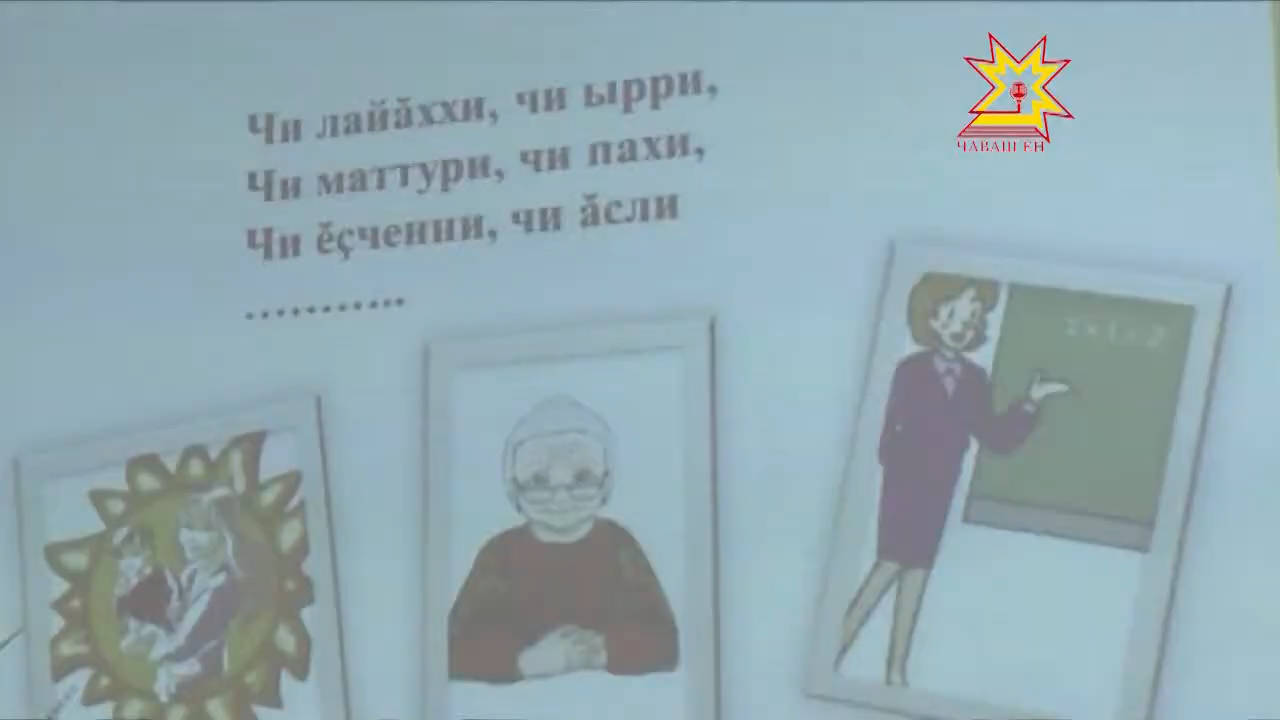 Чи лайӑххи, чи ырри,
Чи маттури, чи пахи,
Чи ӗҫченни, чи ӑсли
...........
ЧӐВАШ ЕН